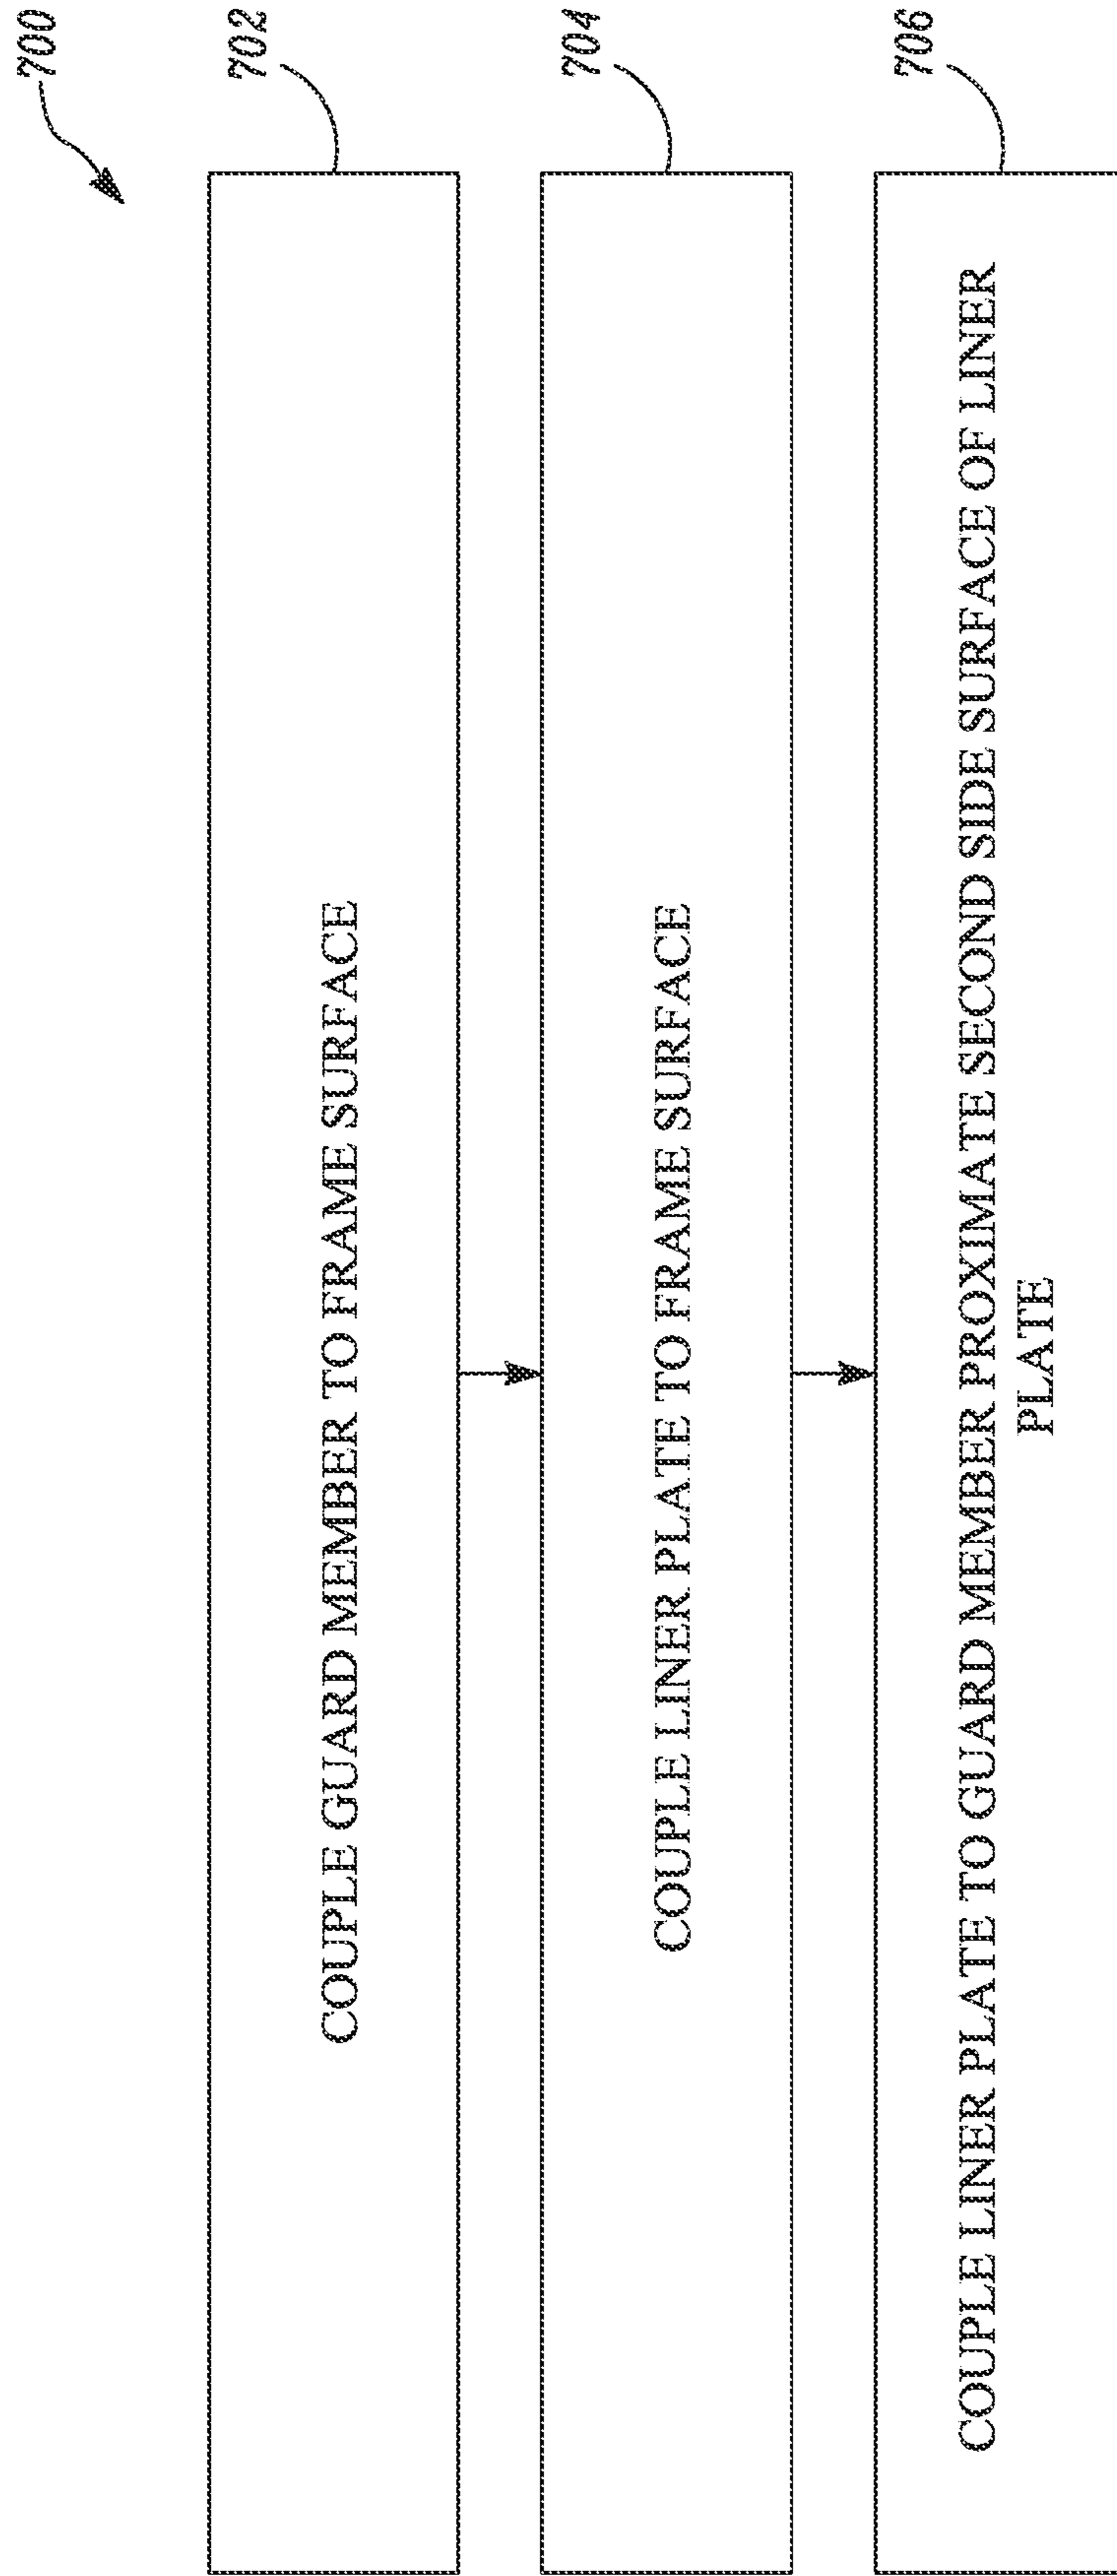 700
702
COUPLE GUARD MEMBER TO FRAME SURFACE
704
COUPLE LINER PLATE TO FRAME SURFACE
706
COUPLE LINER PLATE TO GUARD MEMBER PROXIMATE SECOND SIDE SURFACE OF LINER
PLATE